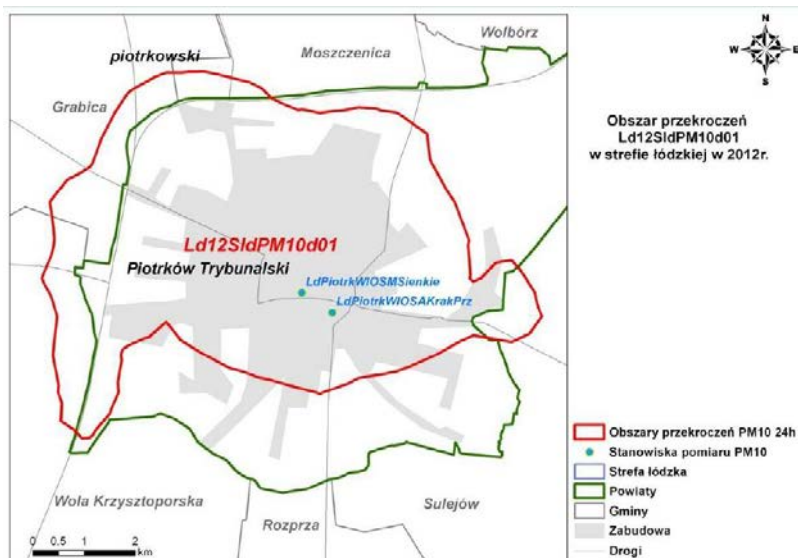 Wolbórz
Moszczenica
piotrkowski
Grabica
N
W E
S
Obszar przekroczeń
Ld12SldPM10d01
w strefie łódzkiej w 2012r.
Ld12SldPM10d01
Piotrków Trybunalski
LdPiotrkWIOSMSienkie
LdPiotrkWIOSAKrakPrz
Obszary przekroczeń PM10 24h
Stanowiska pomiaru PM10
Strefa łódzka
Powiaty
Gminy
Zabudowa
Drogi
Wola Krzysztoporska
Rozprza
Sulejów
0 0.5 1 2
km